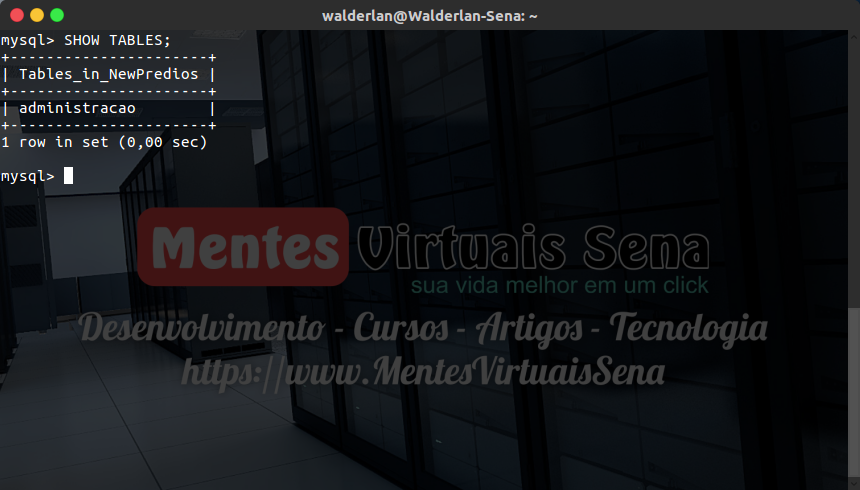 walderlan@Walderlan-Sena: ~
mysql> SHOW TABLES;
+----------------------+
| Tables_in_NewPredios |
+----------------------+
| administracao        |
+----------------------+
1 row in set (0,00 sec)
mysql>
Mentes Virtuais Sena
sua vida melhor em um click
Desenvolvimento - Cursos - Artigos - Tecnologia
https://www.MentesVirtuaisSena